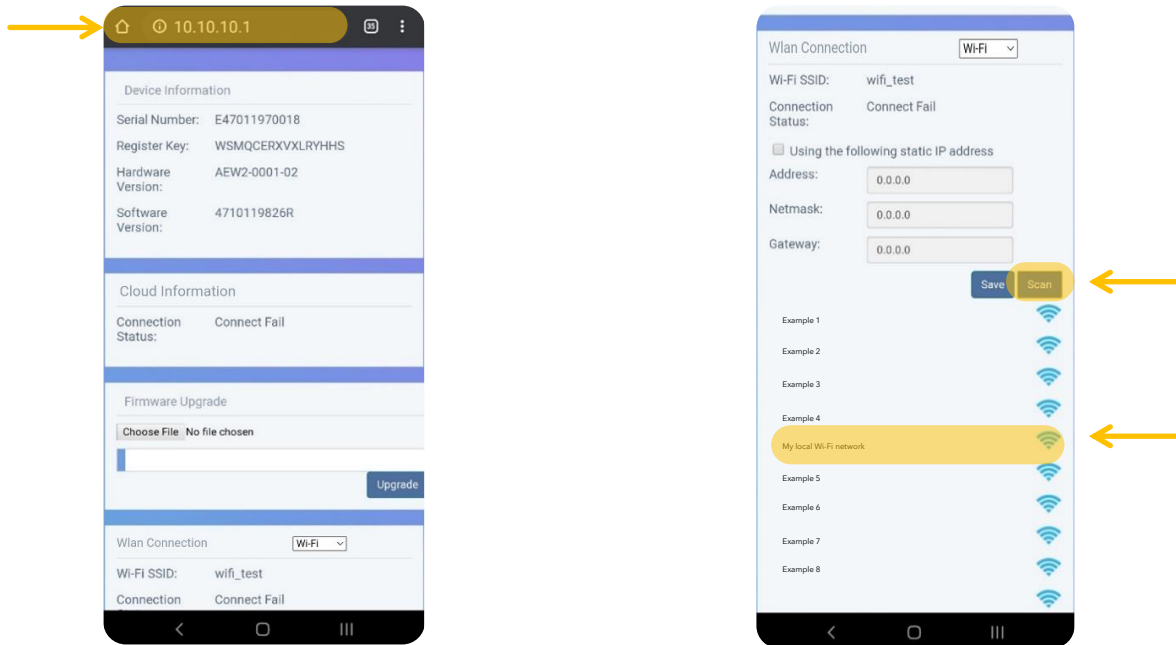 10.10.10.1
35
Device Information
Serial Number: E47011970018
Register Key: WSMQCERXVXLRYHHS
Hardware Version: AEW2-0001-02
Software Version: 4710119826R
Cloud Information
Connection Status: Connect Fail
Firmware Upgrade
Choose File No file chosen
Upgrade
Wlan Connection Wi-Fi
Wi-Fi SSID: wifi_test
Connection Connect Fail
Wlan Connection Wi-Fi
Wi-Fi SSID: wifi_test
Connection Status: Connect Fail
Using the following static IP address
Address: 0.0.0.0
Netmask: 0.0.0.0
Gateway: 0.0.0.0
Save Scan
Example 1
Example 2
Example 3
Example 4
My local Wi-Fi network
Example 5
Example 6
Example 7
Example 8